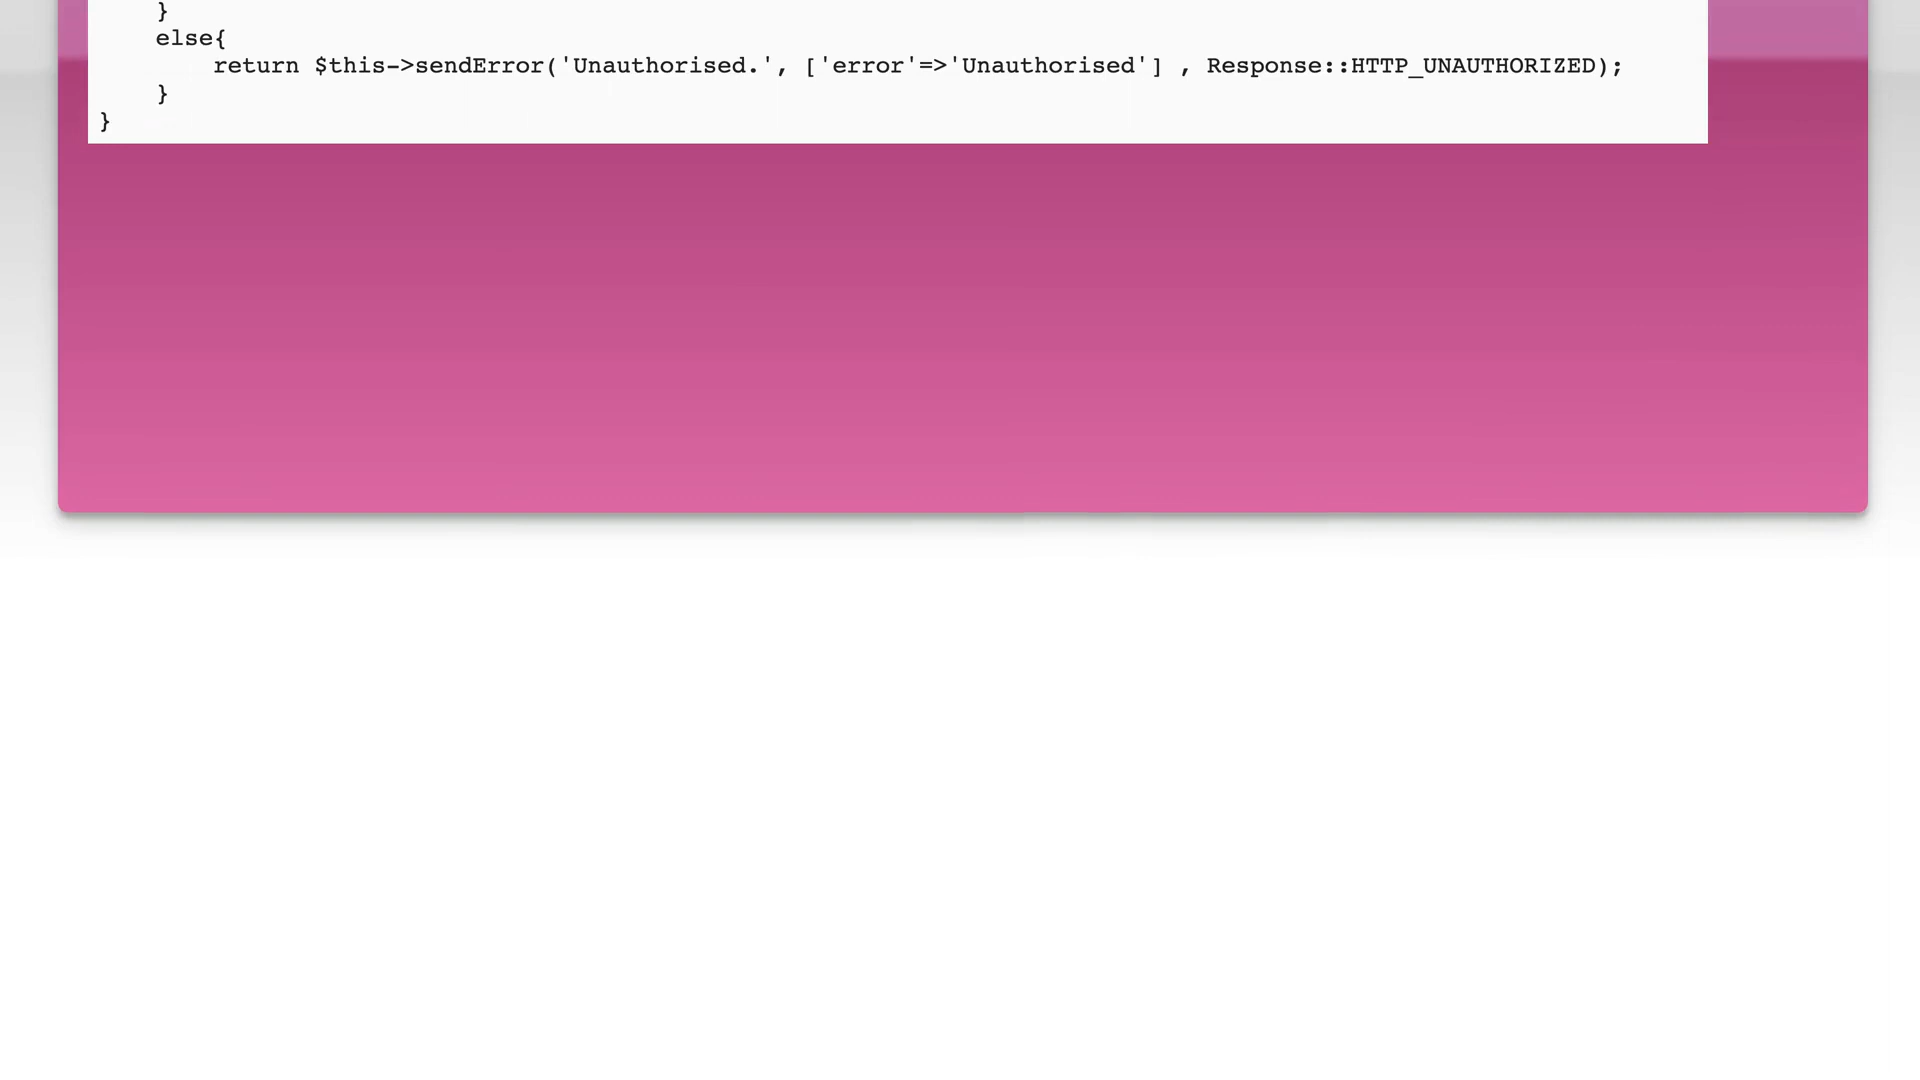 }
else{
return $this->sendError('Unauthorised.', ['error'=>'Unauthorised'] , Response::HTTP_UNAUTHORIZED);
}
}